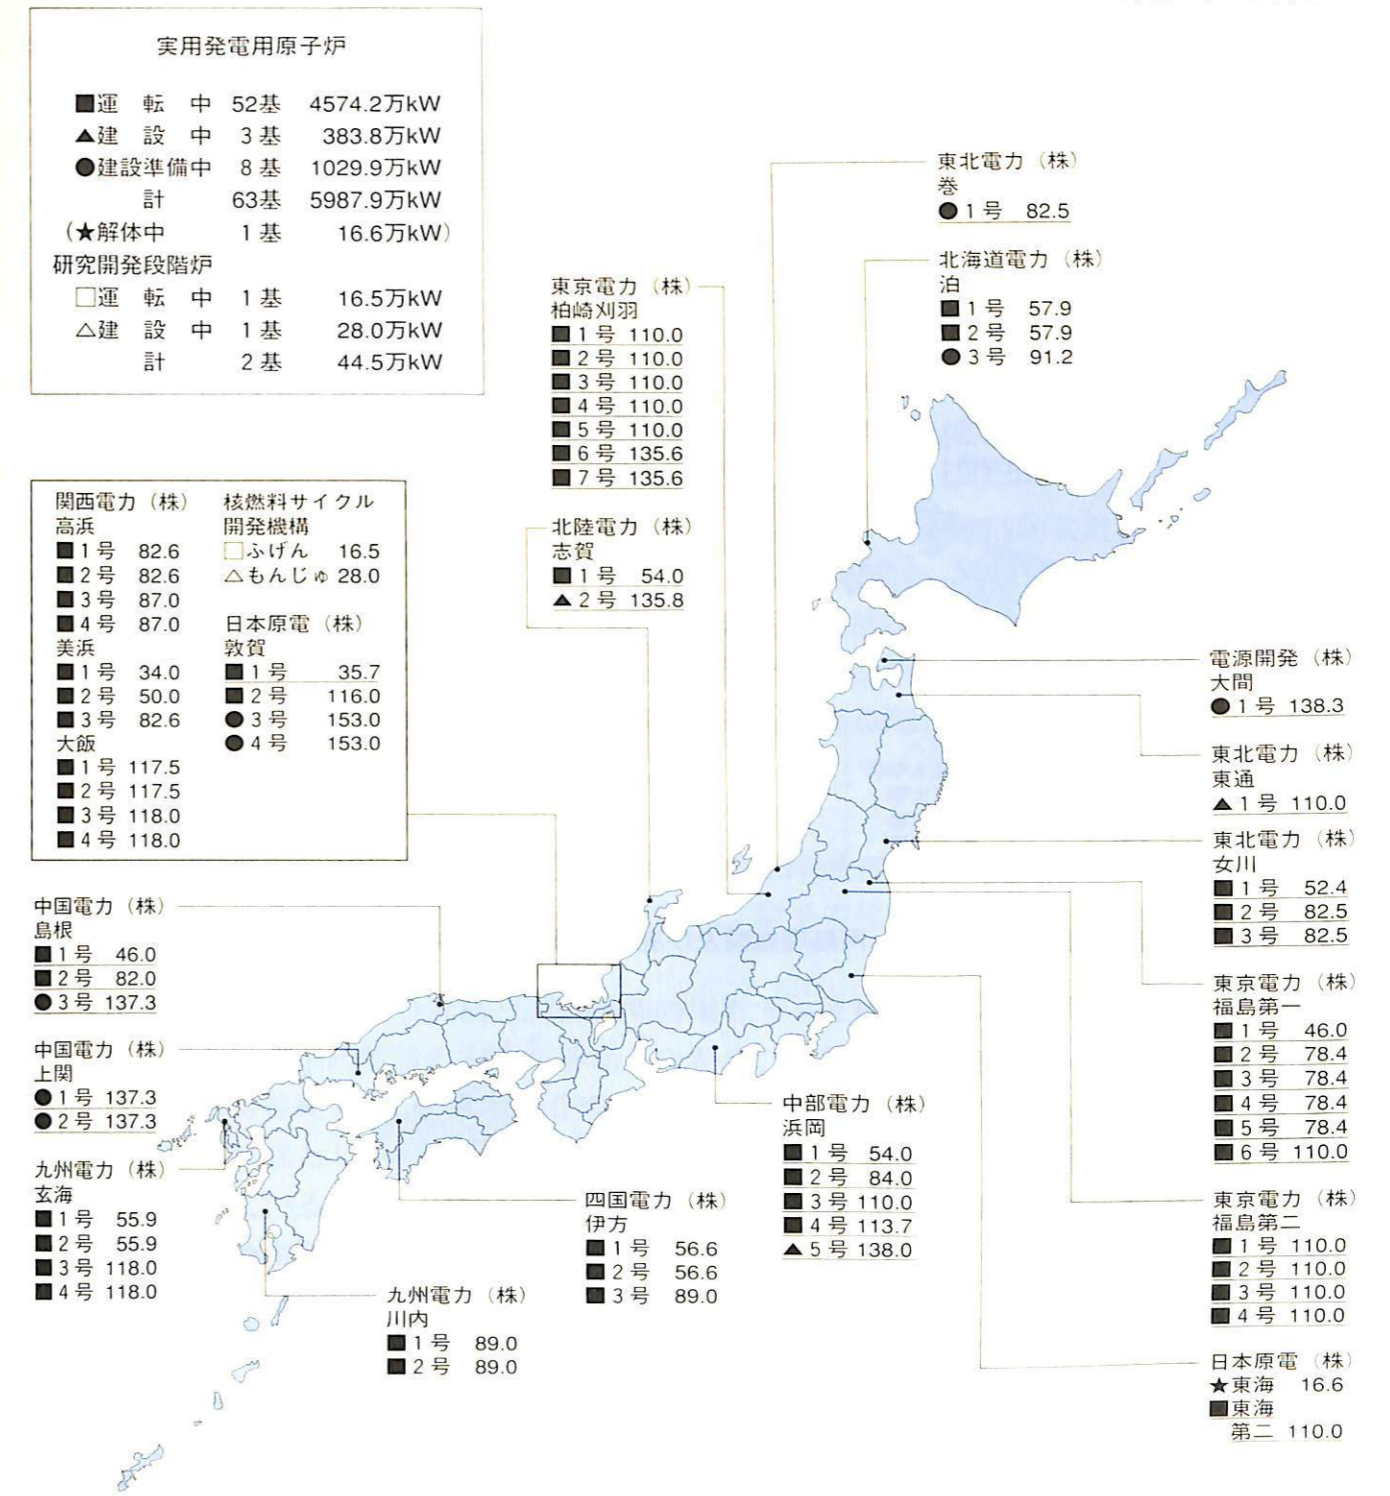 実用発電用原子炉
■運転中 52基 4574.2万kW
▲建設中 3基 383.8万kW
●建設準備中 8基 1029.9万kW
計 63基 5987.9万kW
(★解体中 1基 16.6万kW)
研究開発段階炉
□運転中 1基 16.5万kW
△建設中 1基 28.0万kW
計 2基 44.5万kW
東北電力(株)
巻
●1号 82.5
北海道電力(株)
泊
■1号 57.9
■2号 57.9
●3号 91.2
東京電力(株)
柏崎刈羽
■1号 110.0
■2号 110.0
■3号 110.0
■4号 110.0
■5号 110.0
■6号 135.6
■7号 135.6
北陸電力(株)
志賀
■1号 54.0
▲2号 135.8
関西電力(株)
高浜
■1号 82.6
■2号 82.6
■3号 87.0
■4号 87.0
美浜
■1号 34.0
■2号 50.0
■3号 82.6
大飯
■1号 117.5
■2号 117.5
■3号 118.0
■4号 118.0
核燃料サイクル
開発機構
□ふげん 16.5
△もんじゅ 28.0
日本原電(株)
敦賀
■1号 35.7
■2号 116.0
●3号 153.0
●4号 153.0
電源開発(株)
大間
●1号 138.3
東北電力(株)
東通
▲1号 110.0
東北電力(株)
女川
■1号 52.4
■2号 82.5
■3号 82.5
東京電力(株)
福島第一
■1号 46.0
■2号 78.4
■3号 78.4
■4号 78.4
■5号 78.4
■6号 110.0
東京電力(株)
福島第二
■1号 110.0
■2号 110.0
■3号 110.0
■4号 110.0
日本原電(株)
★東海 16.6
■東海
第二 110.0
中国電力(株)
島根
■1号 46.0
■2号 82.0
●3号 137.3
中国電力(株)
上関
●1号 137.3
●2号 137.3
九州電力(株)
玄海
■1号 55.9
■2号 55.9
■3号 118.0
■4号 118.0
九州電力(株)
川内
■1号 89.0
■2号 89.0
四国電力(株)
伊方
■1号 56.6
■2号 56.6
■3号 89.0
中部電力(株)
浜岡
■1号 54.0
■2号 84.0
■3号 110.0
■4号 113.7
▲5号 138.0